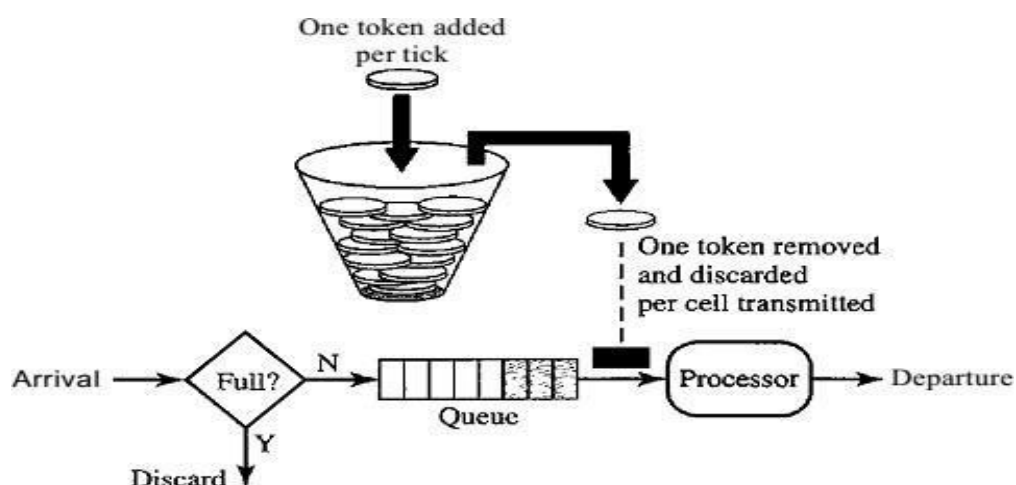 One token added
per tick
One token removed
and discarded
per cell transmitted
Arrival
Full?
N
Queue
Processor
Departure
Y
Discard